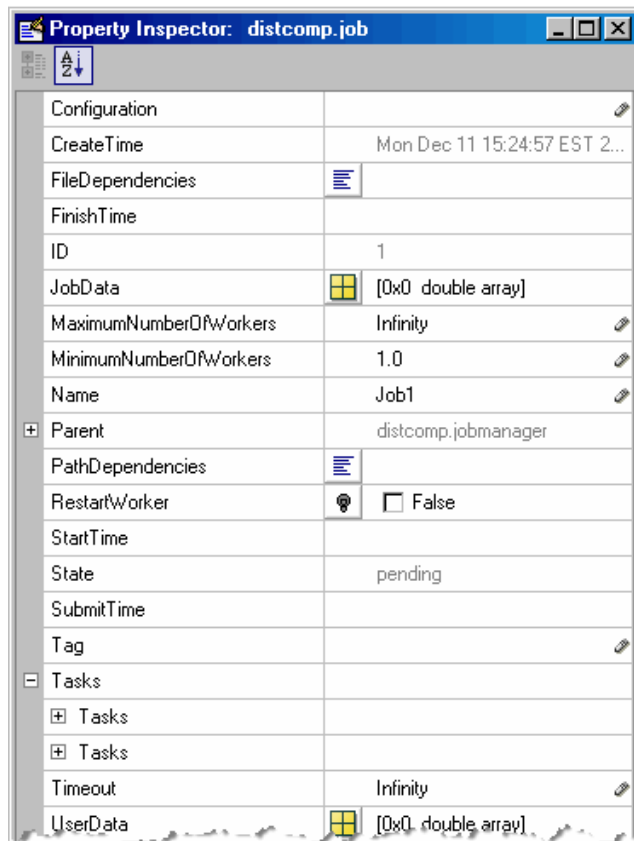 Property Inspector: distcomp.job
A
Z
Configuration
CreateTime Mon Dec 11 15:24:57 EST 2...
FileDependencies
FinishTime
ID 1
JobData [0x0 double array]
MaximumNumberOfWorkers Infinity
MinimumNumberOfWorkers 1.0
Name Job1
Parent distcomp.jobmanager
PathDependencies
RestartWorker False
StartTime
State pending
SubmitTime
Tag
Tasks
Tasks
Tasks
Timeout Infinity
UserData [0x0 double array]